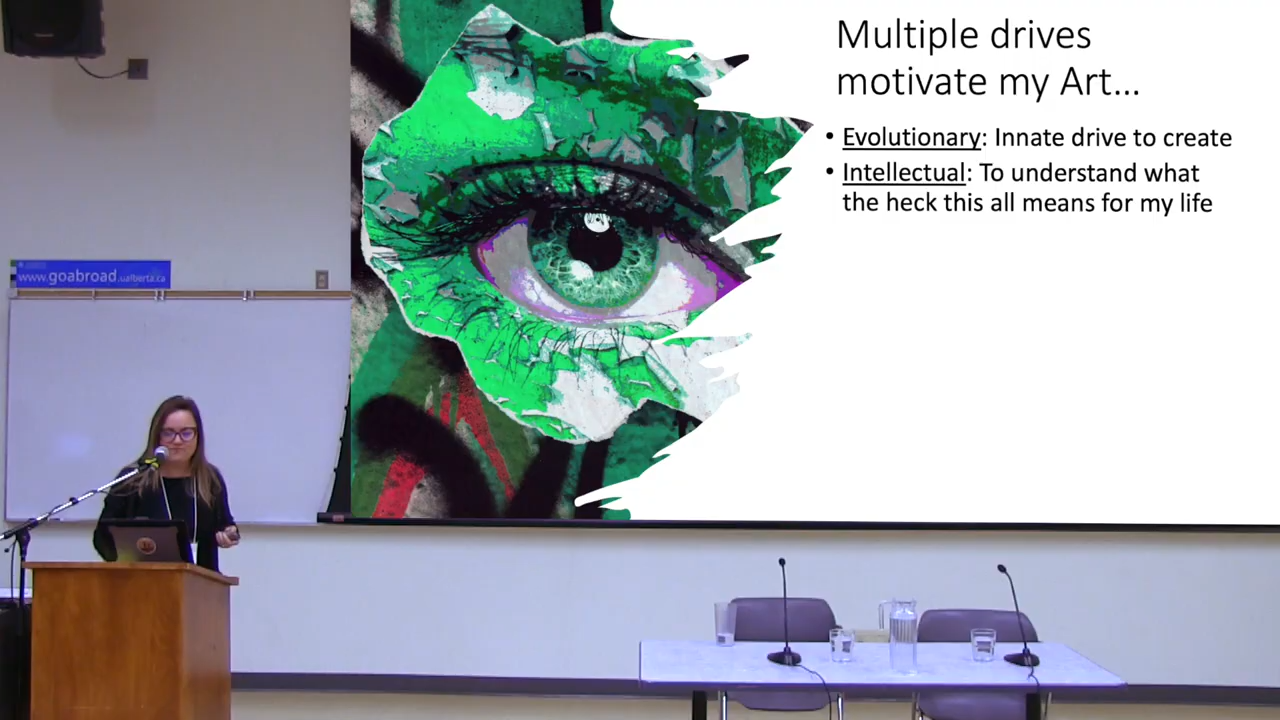 Multiple drives
motivate my Art...
• Evolutionary: Innate drive to create
• Intellectual: To understand what
the heck this all means for my life
www.goabroad.ualberta.ca